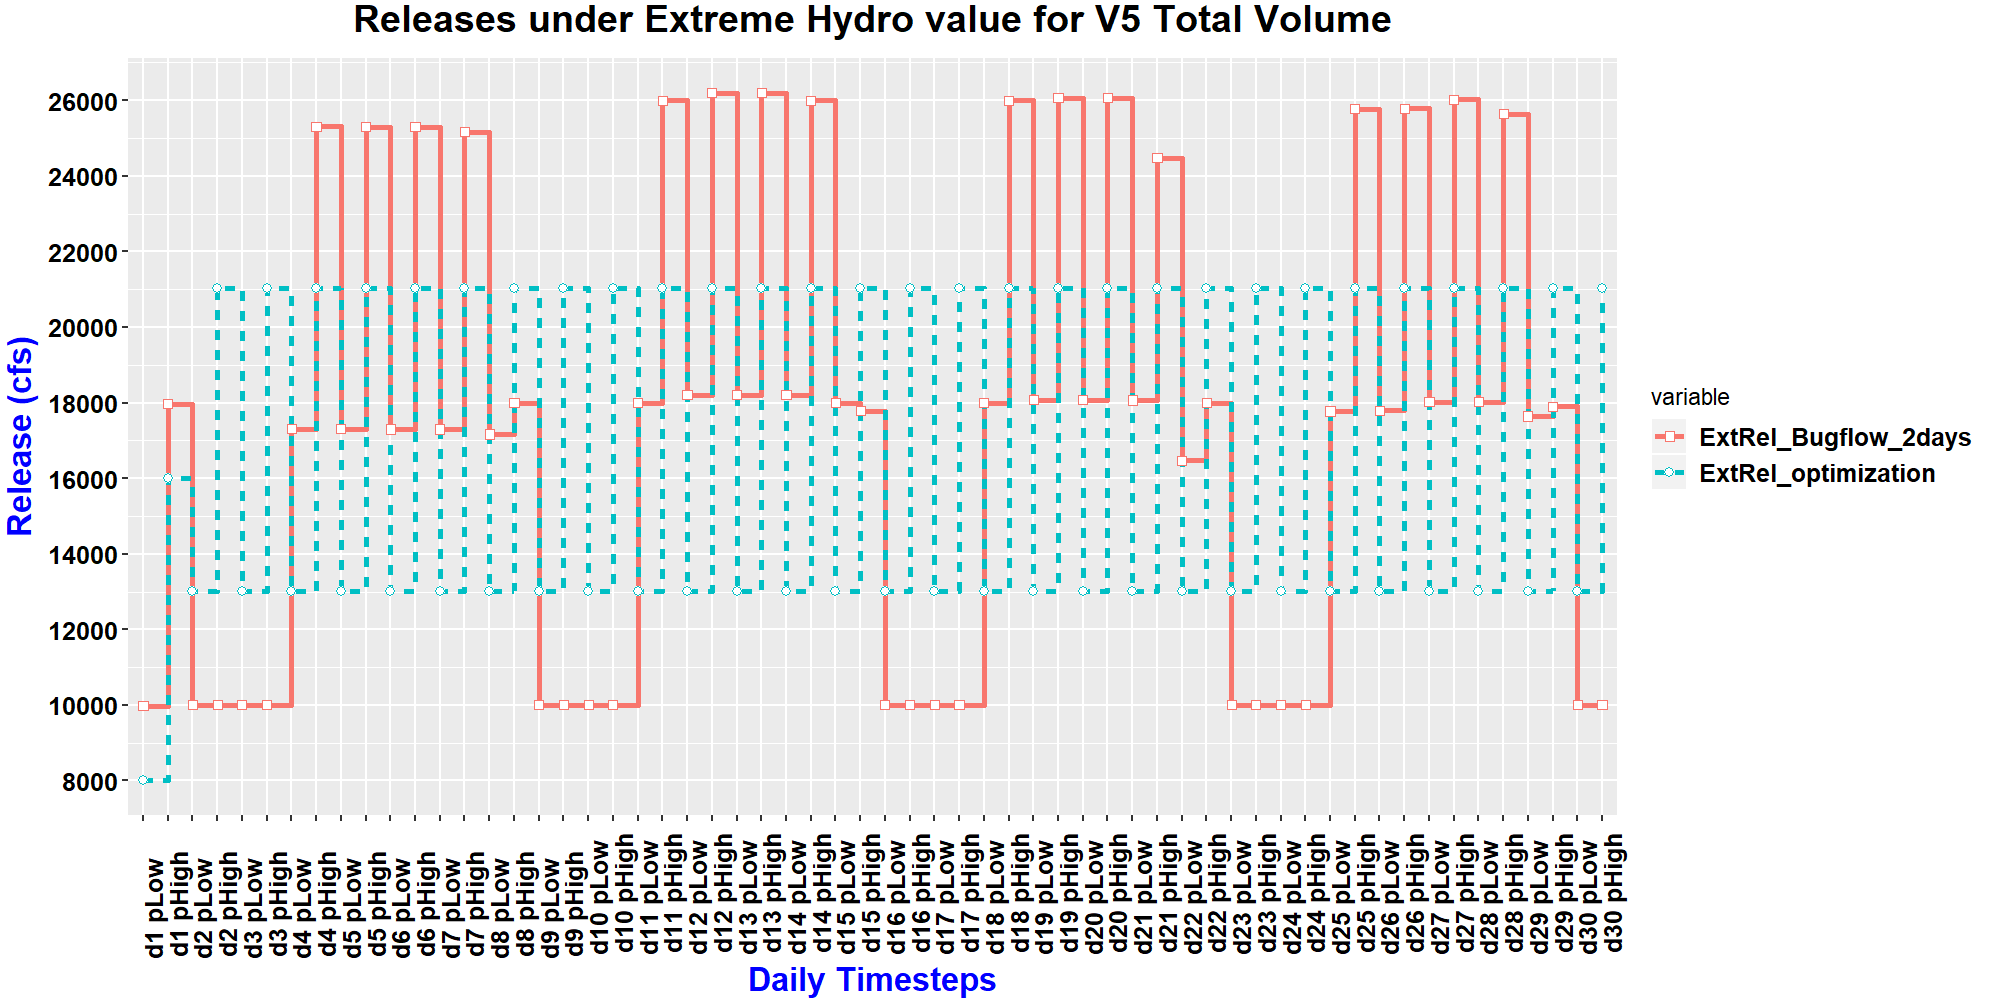 Releases under Extreme Hydro value for V5 Total Volume
Release (cfs)
26000
24000
22000
20000
18000
16000
14000
12000
10000
8000
d1 pLow
d1 pHigh
d2 pLow
d2 pHigh
d3 pLow
d3 pHigh
d4 pLow
d4 pHigh
d5 pLow
d5 pHigh
d6 pLow
d6 pHigh
d7 pLow
d7 pHigh
d8 pLow
d8 pHigh
d9 pLow
d9 pHigh
d10 pLow
d10 pHigh
d11 pLow
d11 pHigh
d12 pLow
d12 pHigh
d13 pLow
d13 pHigh
d14 pLow
d14 pHigh
d15 pLow
d15 pHigh
d16 pLow
d16 pHigh
d17 pLow
d17 pHigh
d18 pLow
d18 pHigh
d19 pLow
d19 pHigh
d20 pLow
d20 pHigh
d21 pLow
d21 pHigh
d22 pLow
d22 pHigh
d23 pLow
d23 pHigh
d24 pLow
d24 pHigh
d25 pLow
d25 pHigh
d26 pLow
d26 pHigh
d27 pLow
d27 pHigh
d28 pLow
d28 pHigh
d29 pLow
d29 pHigh
d30 pLow
d30 pHigh
Daily Timesteps
variable
ExtRel_Bugflow_2days
ExtRel_optimization